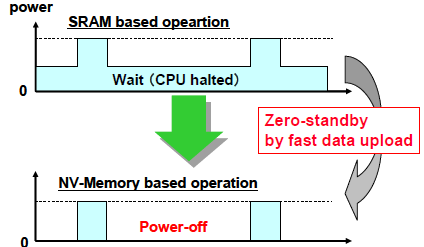 power
SRAM based opeartion
Wait (CPU halted)
0
Zero-standby
by fast data upload
NV-Memory based operation
Power-off
0